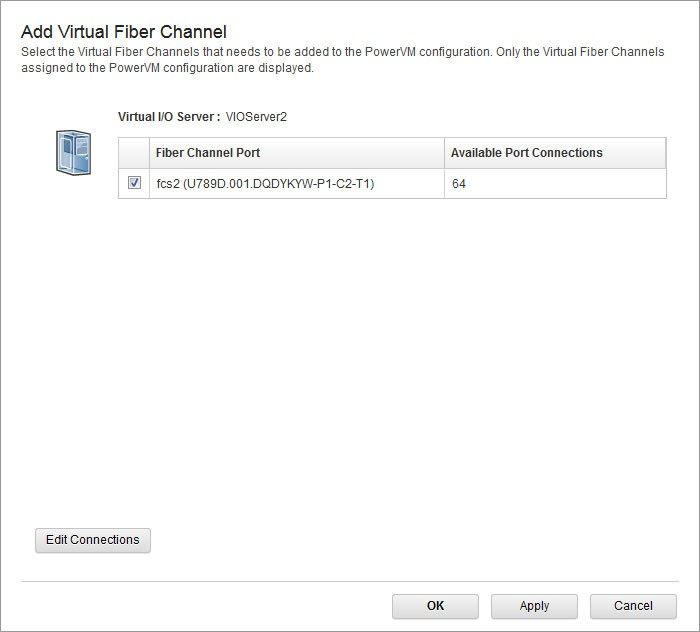 Add Virtual Fiber Channel
Select the Virtual Fiber Channels that needs to be added to the PowerVM configuration. Only the Virtual Fiber Channels
assigned to the PowerVM configuration are displayed.
Virtual I/O Server : VIOServer2
Fiber Channel Port Available Port Connections
fcs2 (U789D.001.DQDYKYW-P1-C2-T1) 64
Edit Connections
OK Apply Cancel